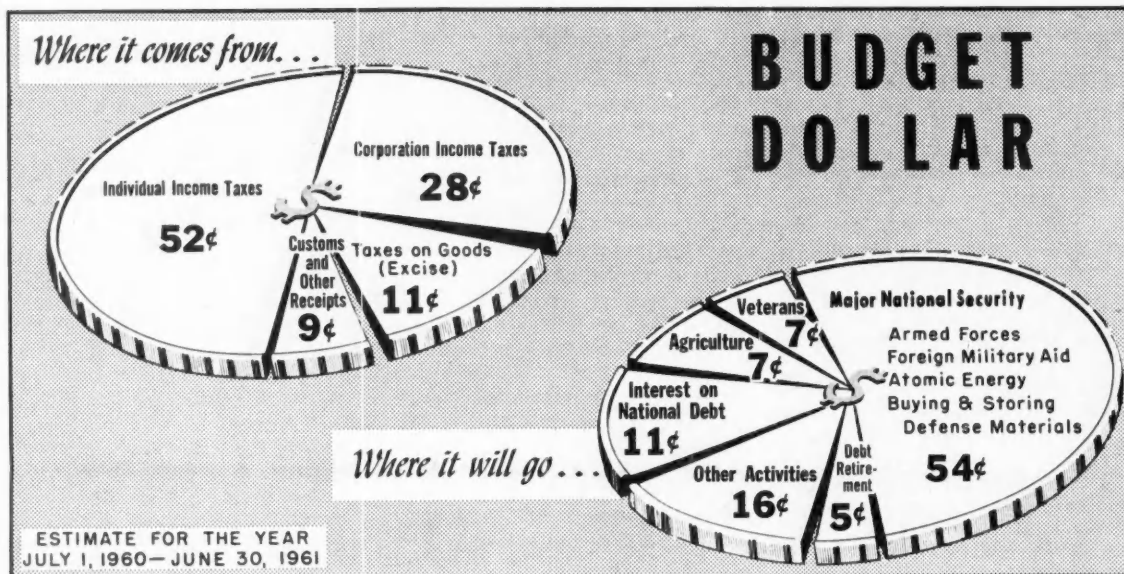 Where it comes from. . .
BUDGET
DOLLAR
Individual Income Taxes
52¢
Corporation Income Taxes
28¢
Customs
and
Other
Receipts
9¢
Taxes on Goods
(Excise)
11¢
Where it will go . . .
Major National Security
Armed Forces
Foreign Military Aid
Atomic Energy
Buying & Storing
Defense Materials
54¢
Veterans
7¢
Agriculture
7¢
Interest on
National Debt
11¢
Other Activities
16¢
Debt
Retire-
ment
5¢
ESTIMATE FOR THE YEAR
JULY 1, 1960—JUNE 30, 1961